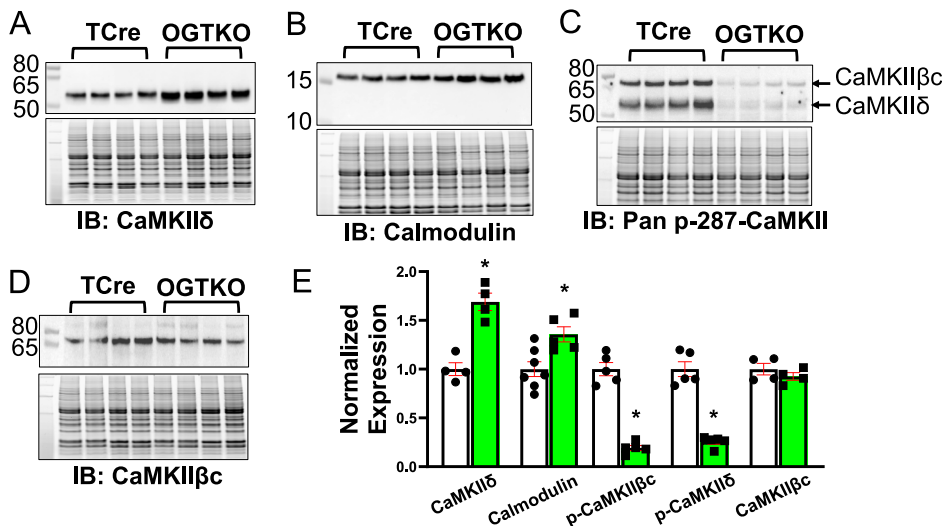 A
TCre OGTKO
80
65
50
IB: CaMKIIδ
B
TCre OGTKO
15
10
IB: Calmodulin
C
TCre OGTKO
80
65
50
CaMKIIβc
CaMKIIδ
IB: Pan p-287-CaMKII
D
TCre OGTKO
80
65
IB: CaMKIIβc
E
Normalized
Expression
2.0
1.5
1.0
0.5
0.0
*
*
*
*
CaMKIIδ
Calmodulin
p-CaMKIIβc
p-CaMKIIδ
CaMKIIβc